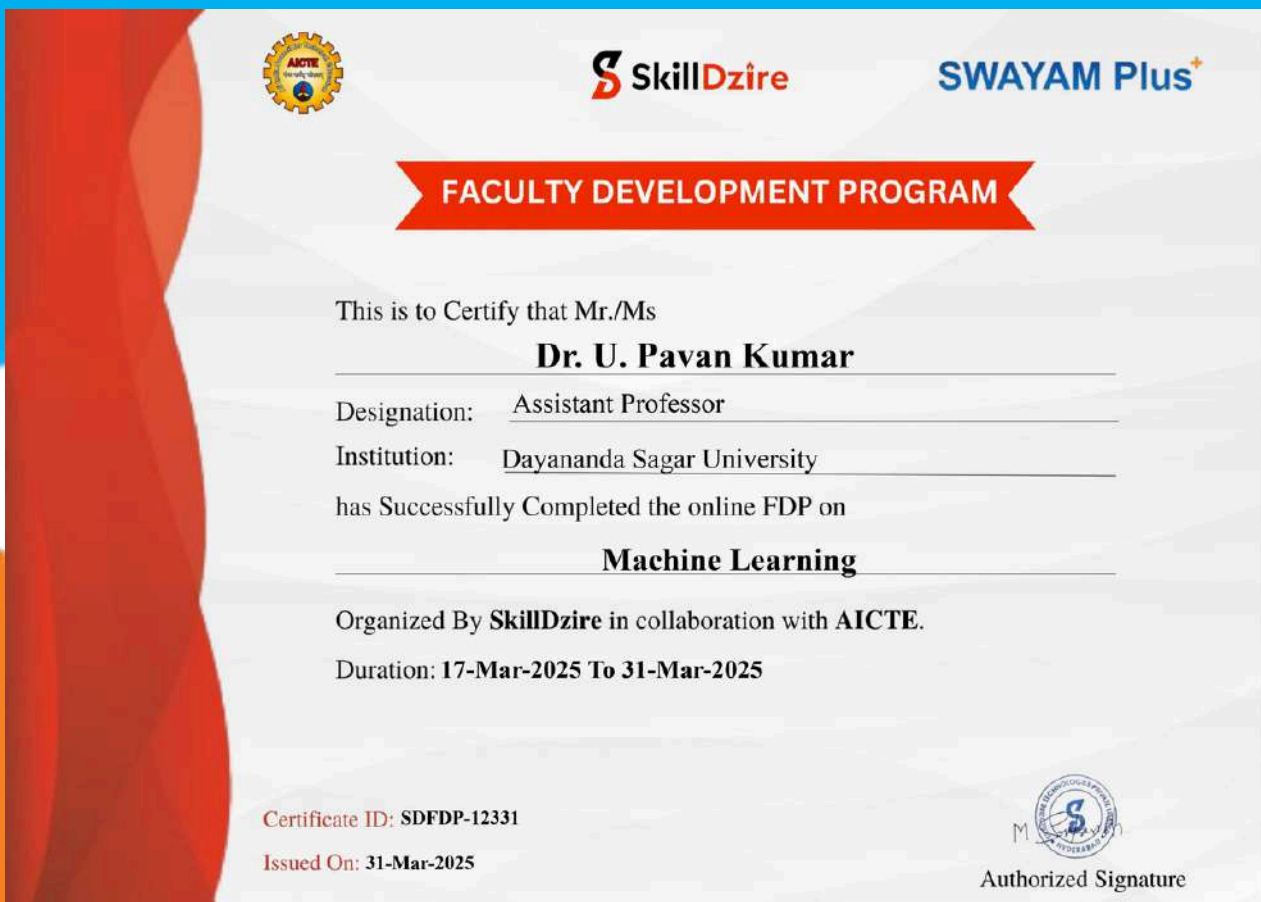 AICTE
SkillDzire
SWAYAM Plus+
FACULTY DEVELOPMENT PROGRAM
This is to Certify that Mr./Ms
Dr. U. Pavan Kumar
Designation: Assistant Professor
Institution: Dayananda Sagar University
has Successfully Completed the online FDP on
Machine Learning
Organized By SkillDzire in collaboration with AICTE.
Duration: 17-Mar-2025 To 31-Mar-2025
Certificate ID: SDFDP-12331
Issued On: 31-Mar-2025
HYDERABAD
Authorized Signature